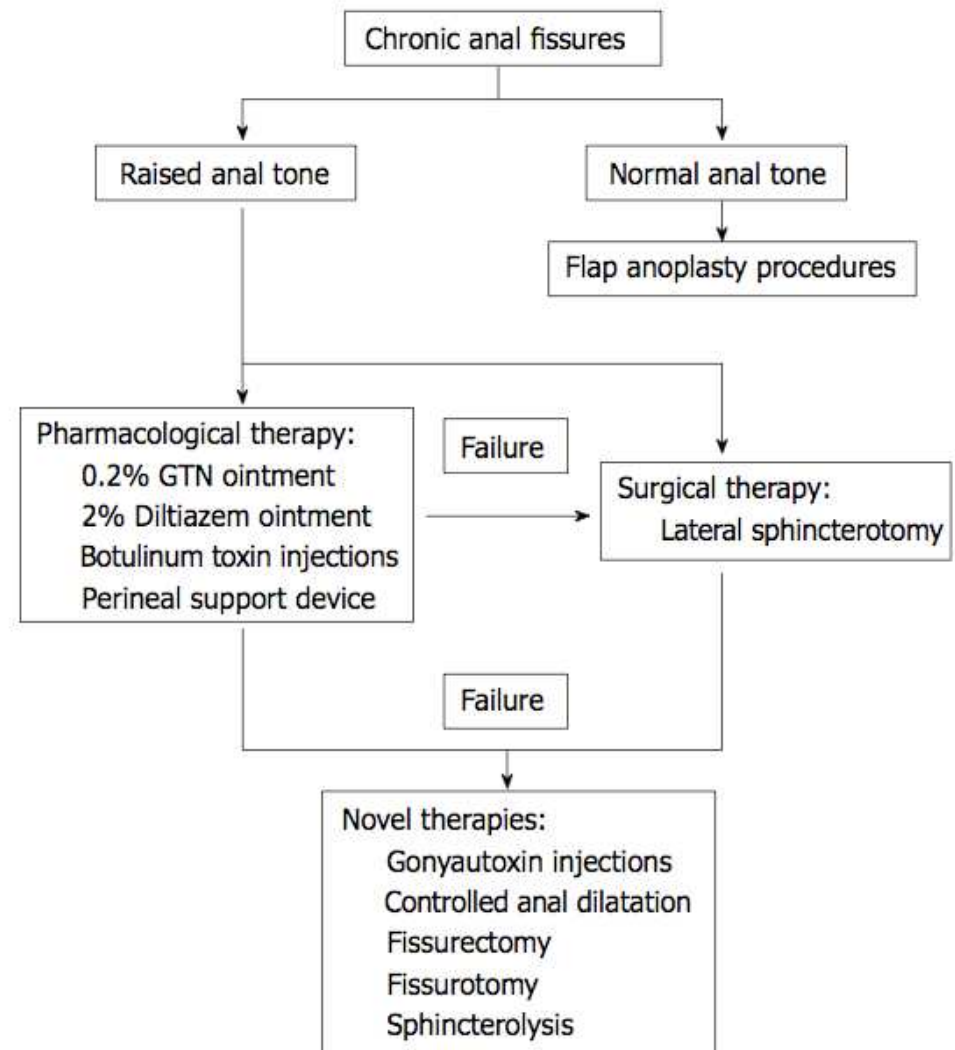 Chronic anal fissures
Raised anal tone
Normal anal tone
Flap anoplasty procedures
Pharmacological therapy:
0.2% GTN ointment
2% Diltiazem ointment
Botulinum toxin injections
Perineal support device
Failure
Surgical therapy:
Lateral sphincterotomy
Failure
Novel therapies:
Gonyautoxin injections
Controlled anal dilatation
Fissurectomy
Fissurotomy
Sphincterolysis